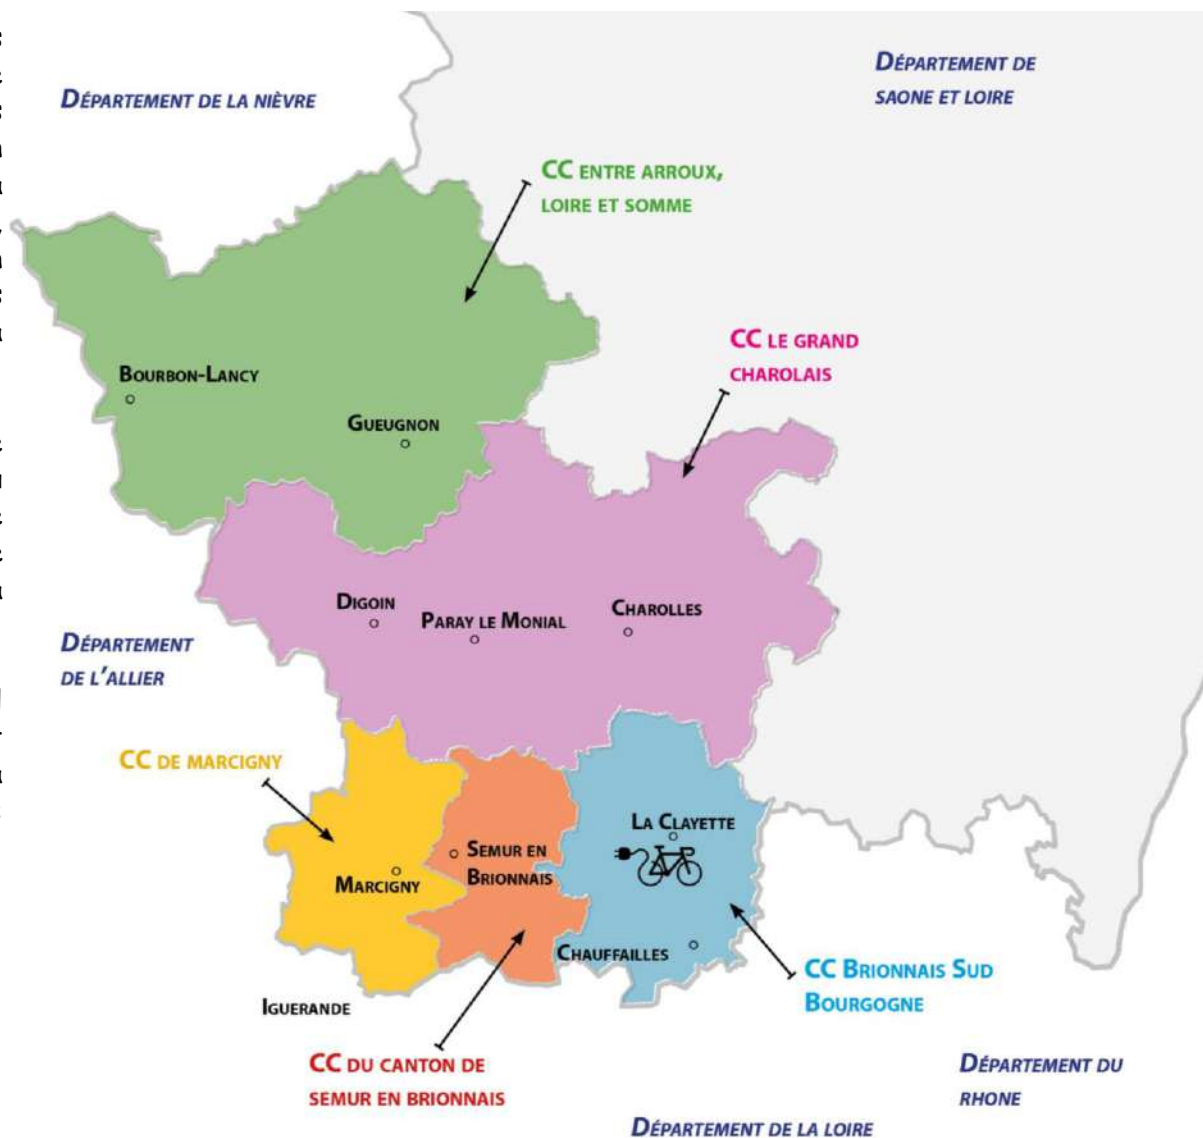 Département de la nièvre
Département de
saone et loire
CC entre arroux,
loire et somme
CC le grand
charolais
Bourbon-Lancy
Gueugnon
Digoin
Paray le Monial
Charolles
Département
de l'allier
CC de marcigny
La Clayette
Semur en
Brionnais
Marcigny
Chauffailles
CC Brionnais Sud
Bourgogne
Iguerande
CC du canton de
semur en brionnais
Département du
rhone
Département de la loire